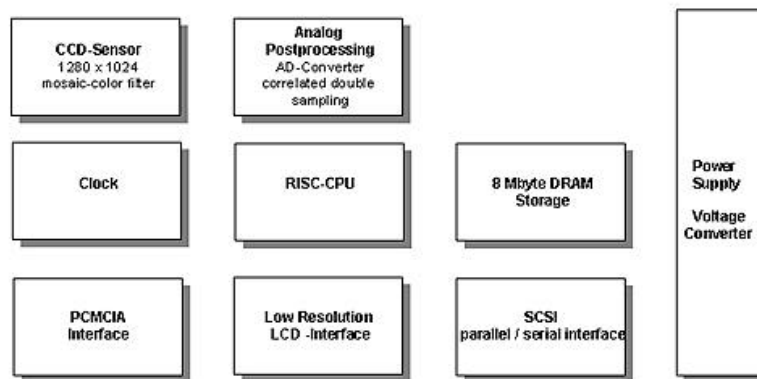 CCD-Sensor
1280 x 1024
mosaic-color filter
Analog
Postprocessing
AD-Converter
correlated double
sampling
Clock
RISC-CPU
8 Mbyte DRAM
Storage
Power
Supply
Voltage
Converter
PCMCIA
Interface
Low Resolution
LCD -Interface
SCSI
parallel / serial interface